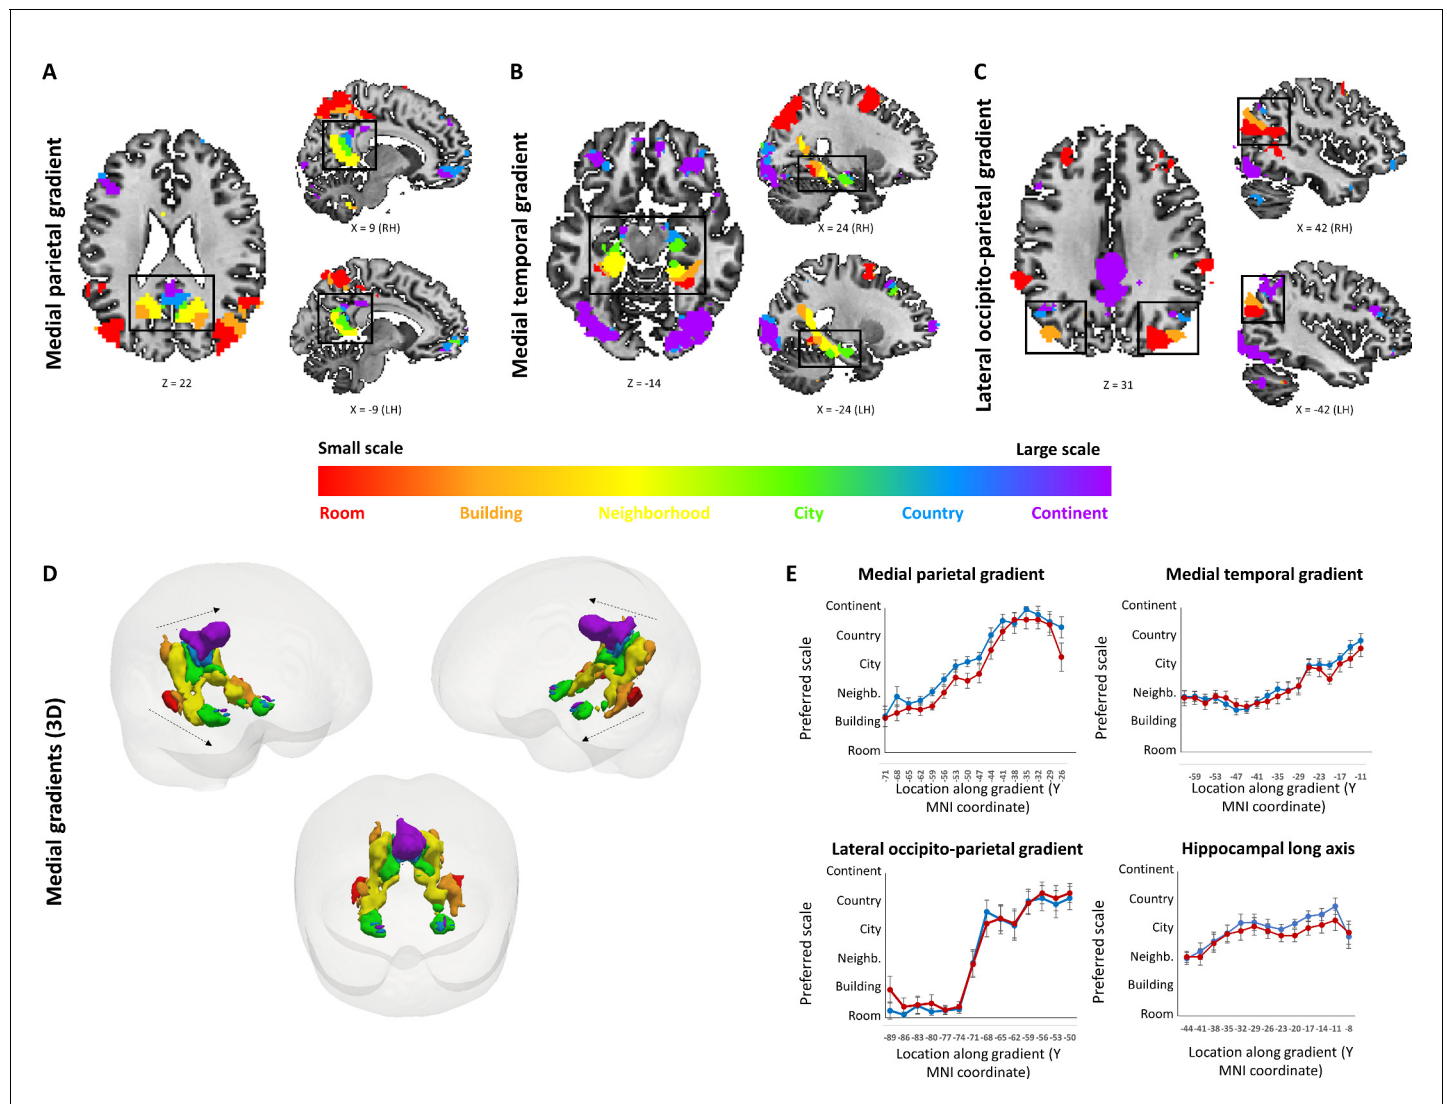 A
Medial parietal gradient
Z = 22
X = 9 (RH)
X = -9 (LH)
B
Medial temporal gradient
Z = -14
X = 24 (RH)
X = -24 (LH)
C
Lateral occipito-parietal gradient
Z = 31
X = 42 (RH)
X = -42 (LH)
Small scale
Large scale
Room Building Neighborhood City Country Continent
D
Medial gradients (3D)
E
Medial parietal gradient
Preferred scale
Continent
Country
City
Neighb.
Building
Room
-71 -68 -65 -62 -59 -56 -53 -50 -47 -44 -41 -38 -35 -32 -29 -26
Location along gradient (Y
MNI coordinate)
Medial temporal gradient
Preferred scale
Continent
Country
City
Neighb.
Building
Room
-59 -53 -47 -41 -35 -29 -23 -17 -11
Location along gradient (Y
MNI coordinate)
Lateral occipito-parietal gradient
Preferred scale
Continent
Country
City
Neighb.
Building
Room
-89 -86 -83 -80 -77 -74 -71 -68 -65 -62 -59 -56 -53 -50
Location along gradient (Y
MNI coordinate)
Hippocampal long axis
Preferred scale
Continent
Country
City
Neighb.
Building
Room
-44 -41 -38 -35 -32 -29 -26 -23 -20 -17 -14 -11 -8
Location along gradient (Y
MNI coordinate)